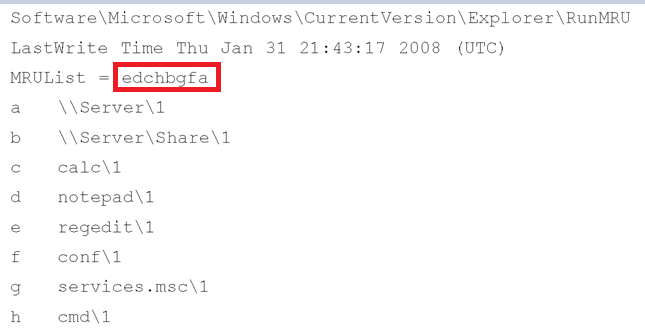 Software\Microsoft\Windows\CurrentVersion\Explorer\RunMRU
LastWrite Time Thu Jan 31 21:43:17 2008 (UTC)
MRUList = edchbgfa
a \\Server\1
b \\Server\Share\1
c calc\1
d notepad\1
e regedit\1
f conf\1
g services.msc\1
h cmd\1